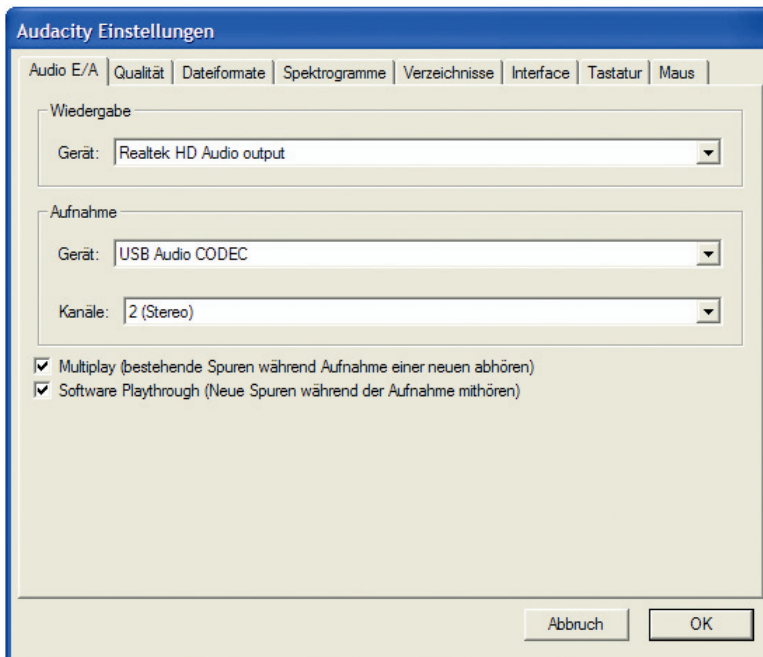 Audacity Einstellungen
Audio E/A Qualität Dateiformate Spektrogramme Verzeichnisse Interface Tastatur Maus
Wiedergabe
Gerät: Realtek HD Audio output
Aufnahme
Gerät: USB Audio CODEC
Kanäle: 2 (Stereo)
Multiplay (bestehende Spuren während Aufnahme einer neuen abhören)
Software Playthrough (Neue Spuren während der Aufnahme mithören)
Abbruch OK